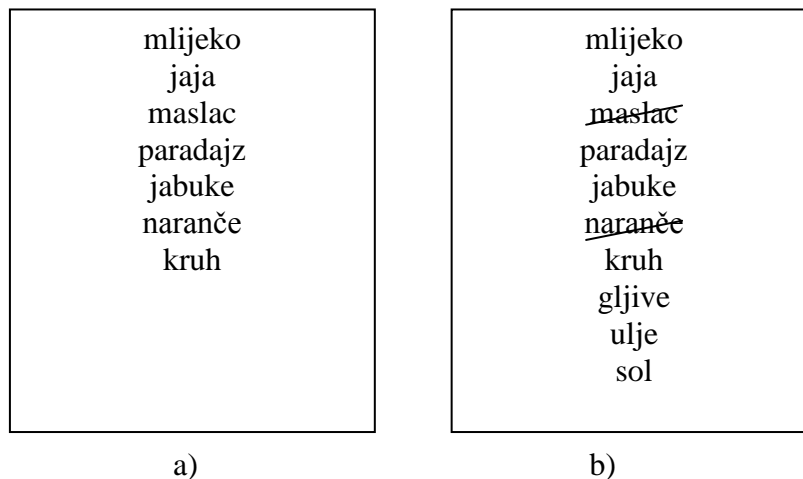 mlijeko
jaja
maslac
paradajz
jabuke
naranče
kruh
a)
mlijeko
jaja
maslac
paradajz
jabuke
naranče
kruh
gljive
ulje
sol
b)